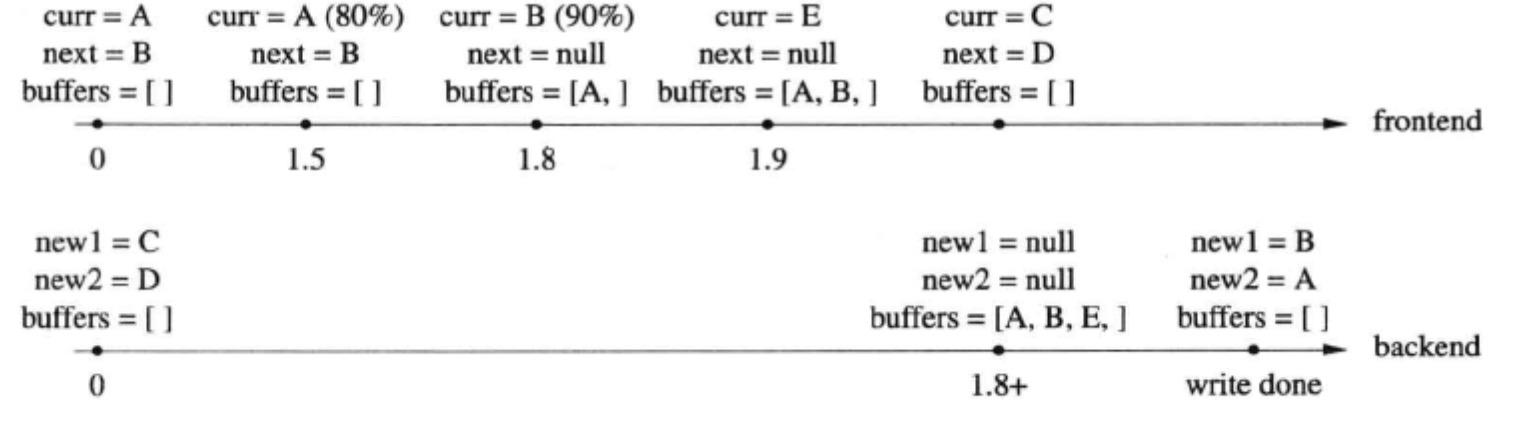 curr = A
next = B
buffers = [ ]
curr = A (80%)
next = B
buffers = [ ]
curr = B (90%)
next = null
buffers = [A, ]
curr = E
next = null
buffers = [A, B, ]
curr = C
next = D
buffers = [ ]
frontend
0
1.5
1.8
1.9
new1 = C
new2 = D
buffers = [ ]
new1 = null
new2 = null
buffers = [A, B, E, ]
new1 = B
new2 = A
buffers = [ ]
backend
0
1.8+
write done